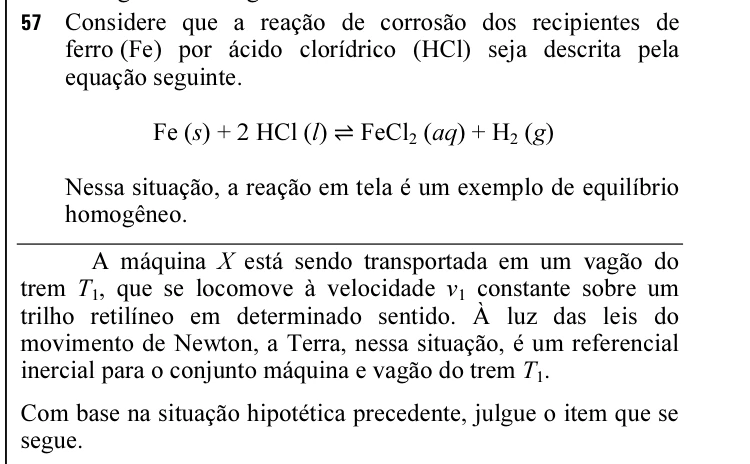 57 Considere que a reação de corrosão dos recipientes de
ferro (Fe) por ácido clorídrico (HCl) seja descrita pela
equação seguinte.
Fe (s) + 2 HCl (l) ⇌ FeCl₂ (aq) + H₂ (g)
Nessa situação, a reação em tela é um exemplo de equilíbrio
homogêneo.
A máquina X está sendo transportada em um vagão do
trem T₁, que se locomove à velocidade v₁ constante sobre um
trilho retilíneo em determinado sentido. À luz das leis do
movimento de Newton, a Terra, nessa situação, é um referencial
inercial para o conjunto máquina e vagão do trem T₁.
Com base na situação hipotética precedente, julgue o item que se
segue.